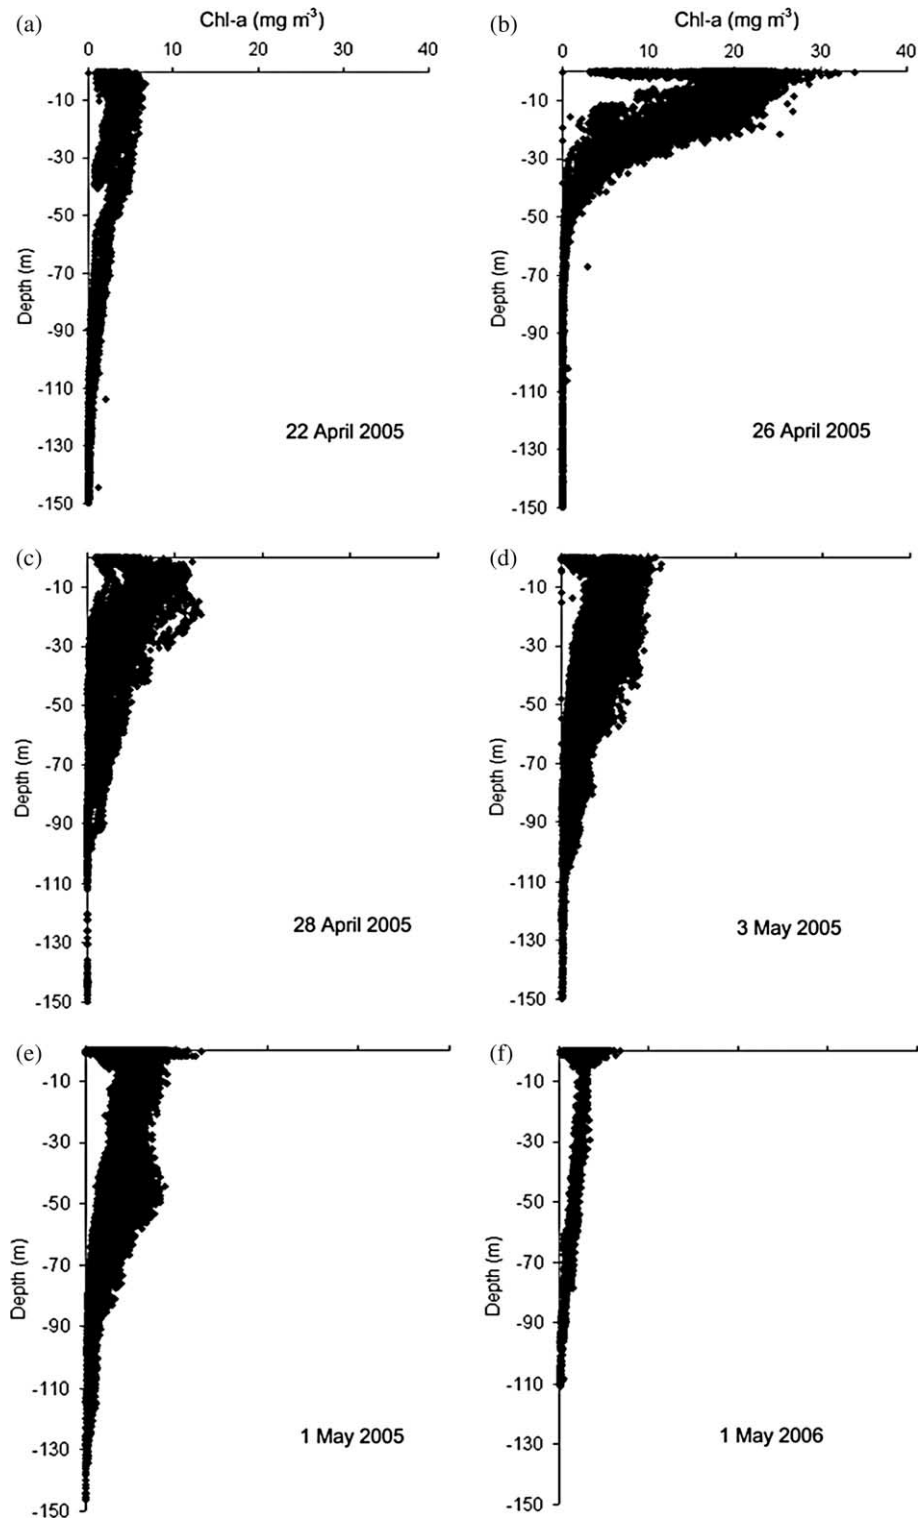 (a) Chl-a (mg m⁻³)
0 10 20 30 40
-10
-30
-50
-70
-90
-110
-130
-150
Depth (m)
22 April 2005
(b) Chl-a (mg m⁻³)
0 10 20 30 40
-10
-30
-50
-70
-90
-110
-130
-150
Depth (m)
26 April 2005
(c)
-10
-30
-50
-70
-90
-110
-130
-150
Depth (m)
28 April 2005
(d)
-10
-30
-50
-70
-90
-110
-130
-150
Depth (m)
3 May 2005
(e)
-10
-30
-50
-70
-90
-110
-130
-150
Depth (m)
1 May 2005
(f)
-10
-30
-50
-70
-90
-110
-130
-150
Depth (m)
1 May 2006